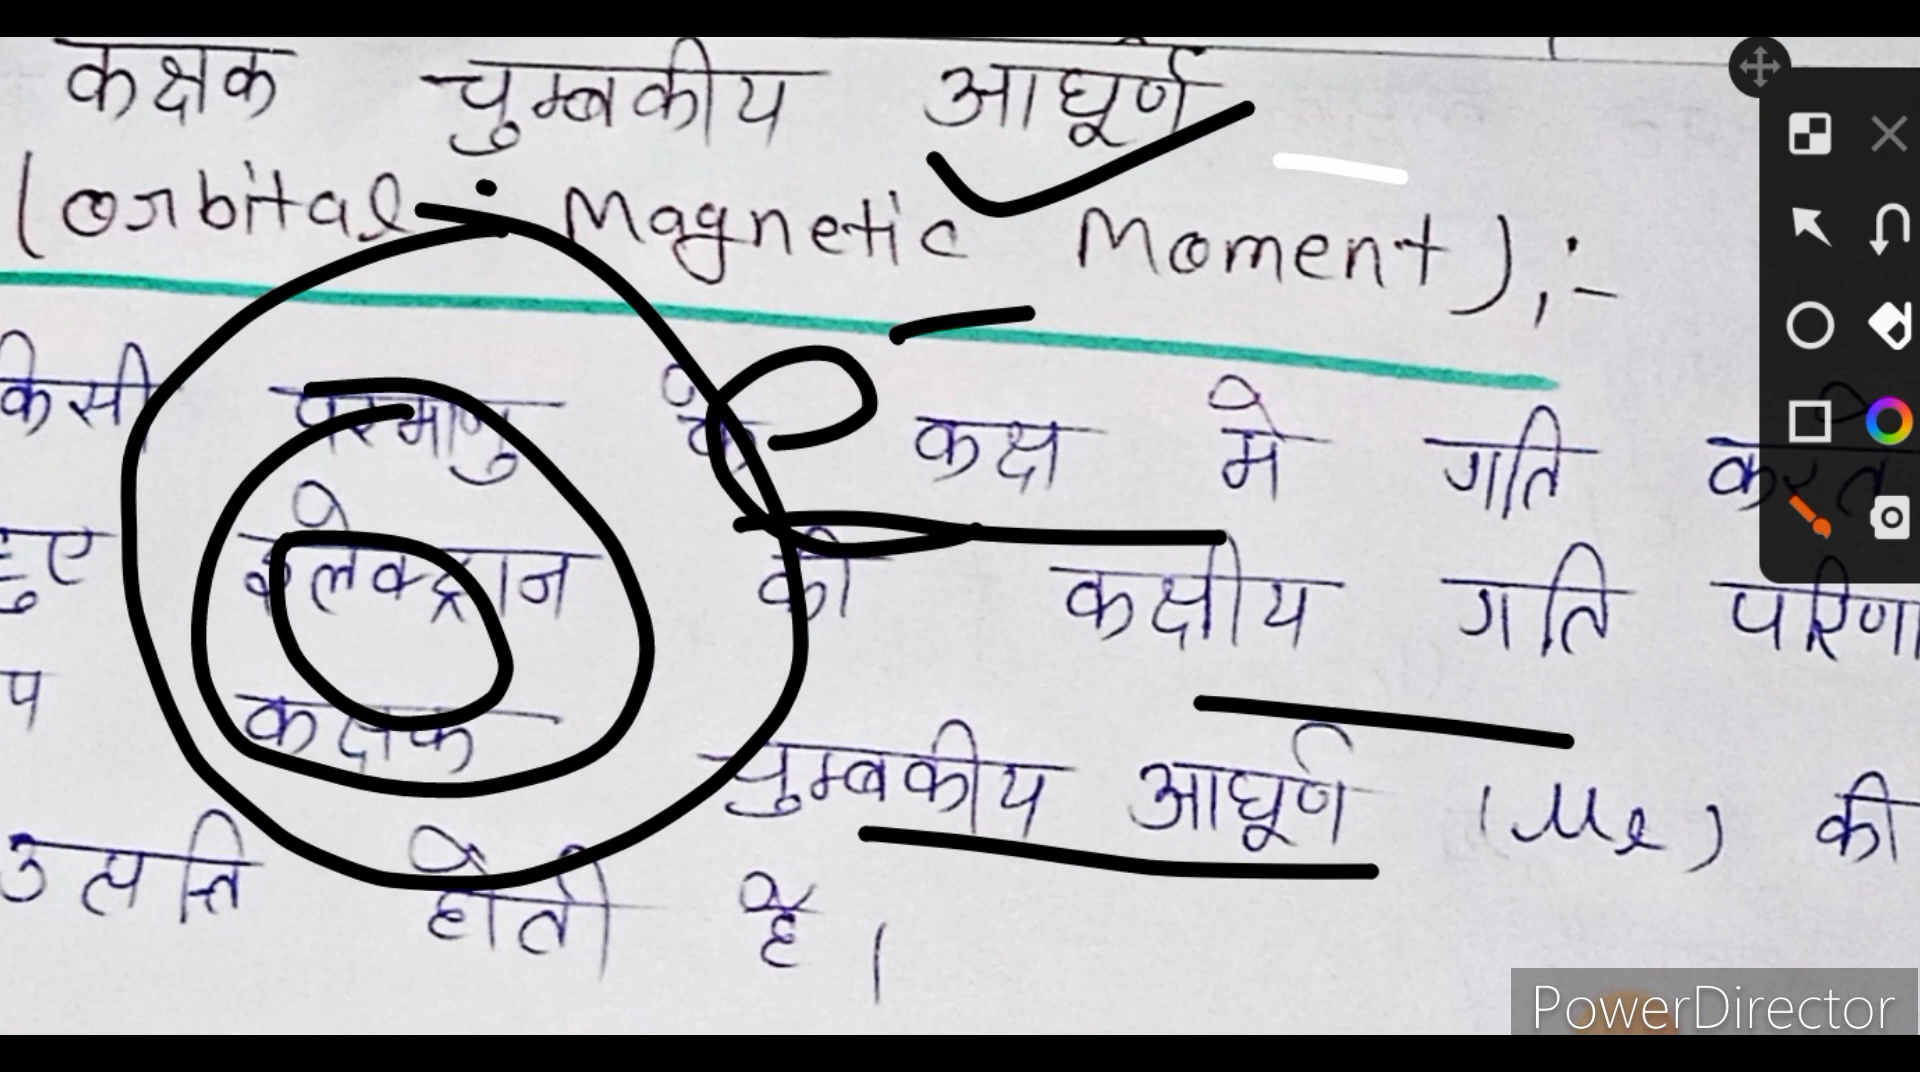 कक्षक चुम्बकीय आघूर्ण
(Orbital Magnetic Moment):-
किसी परमाणु के कक्ष मे गति करते
हुए इलेक्ट्रान की कक्षीय गति परिणा
प कक्षक चुम्बकीय आघूर्ण (μe) की
उत्पत्ति होती है।
PowerDirector